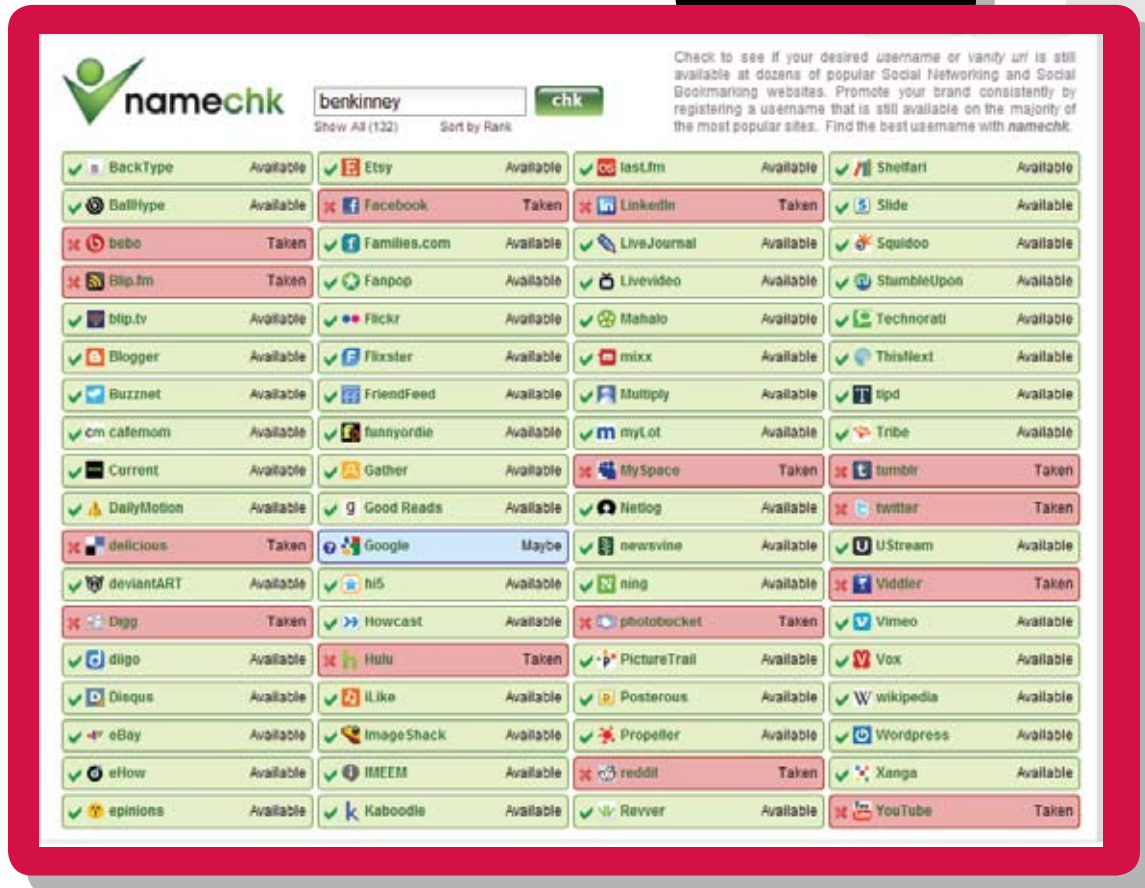 namechk
benkinney
chk
Show All (132) Sort by Rank
Check to see if your desired username or vanity url is still
available at dozens of popular Social Networking and Social
Bookmarking websites. Promote your brand consistently by
registering a username that is still available on the majority of
the most popular sites. Find the best username with namechk.
BackType Available Etsy Available last.fm Available Shelfari Available
BallHype Available Facebook Taken LinkedIn Taken Slide Available
bebo Taken Families.com Available LiveJournal Available Squidoo Available
Blip.fm Taken Fanpop Available Livevideo Available StumbleUpon Available
blip.tv Available Flickr Available Mahalo Available Technorati Available
Blogger Available Flixster Available mixx Available ThisNext Available
Buzznet Available FriendFeed Available Multiply Available tipd Available
cafemom Available funnyordie Available myLot Available Tribe Available
Current Available Gather Available MySpace Taken tumblr Taken
DailyMotion Available Good Reads Available Netlog Available twitter Taken
delicious Taken Google Maybe newsvine Available UStream Available
deviantART Available hi5 Available ning Available Viddler Taken
Digg Taken Howcast Available photobucket Taken Vimeo Available
diigo Available Hulu Taken PictureTrail Available Vox Available
Disqus Available iLike Available Posterous Available wikipedia Available
eBay Available ImageShack Available Propeller Available Wordpress Available
eHow Available IMEEM Available reddit Taken Xanga Available
epinions Available Kaboodle Available Revver Available YouTube Taken